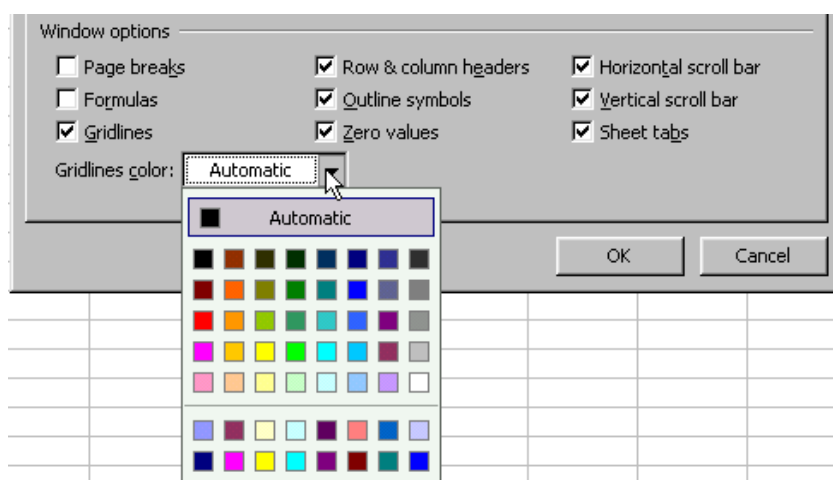 Window options
Page breaks
Row & column headers
Horizontal scroll bar
Formulas
Outline symbols
Vertical scroll bar
Gridlines
Zero values
Sheet tabs
Gridlines color: Automatic
Automatic
OK
Cancel